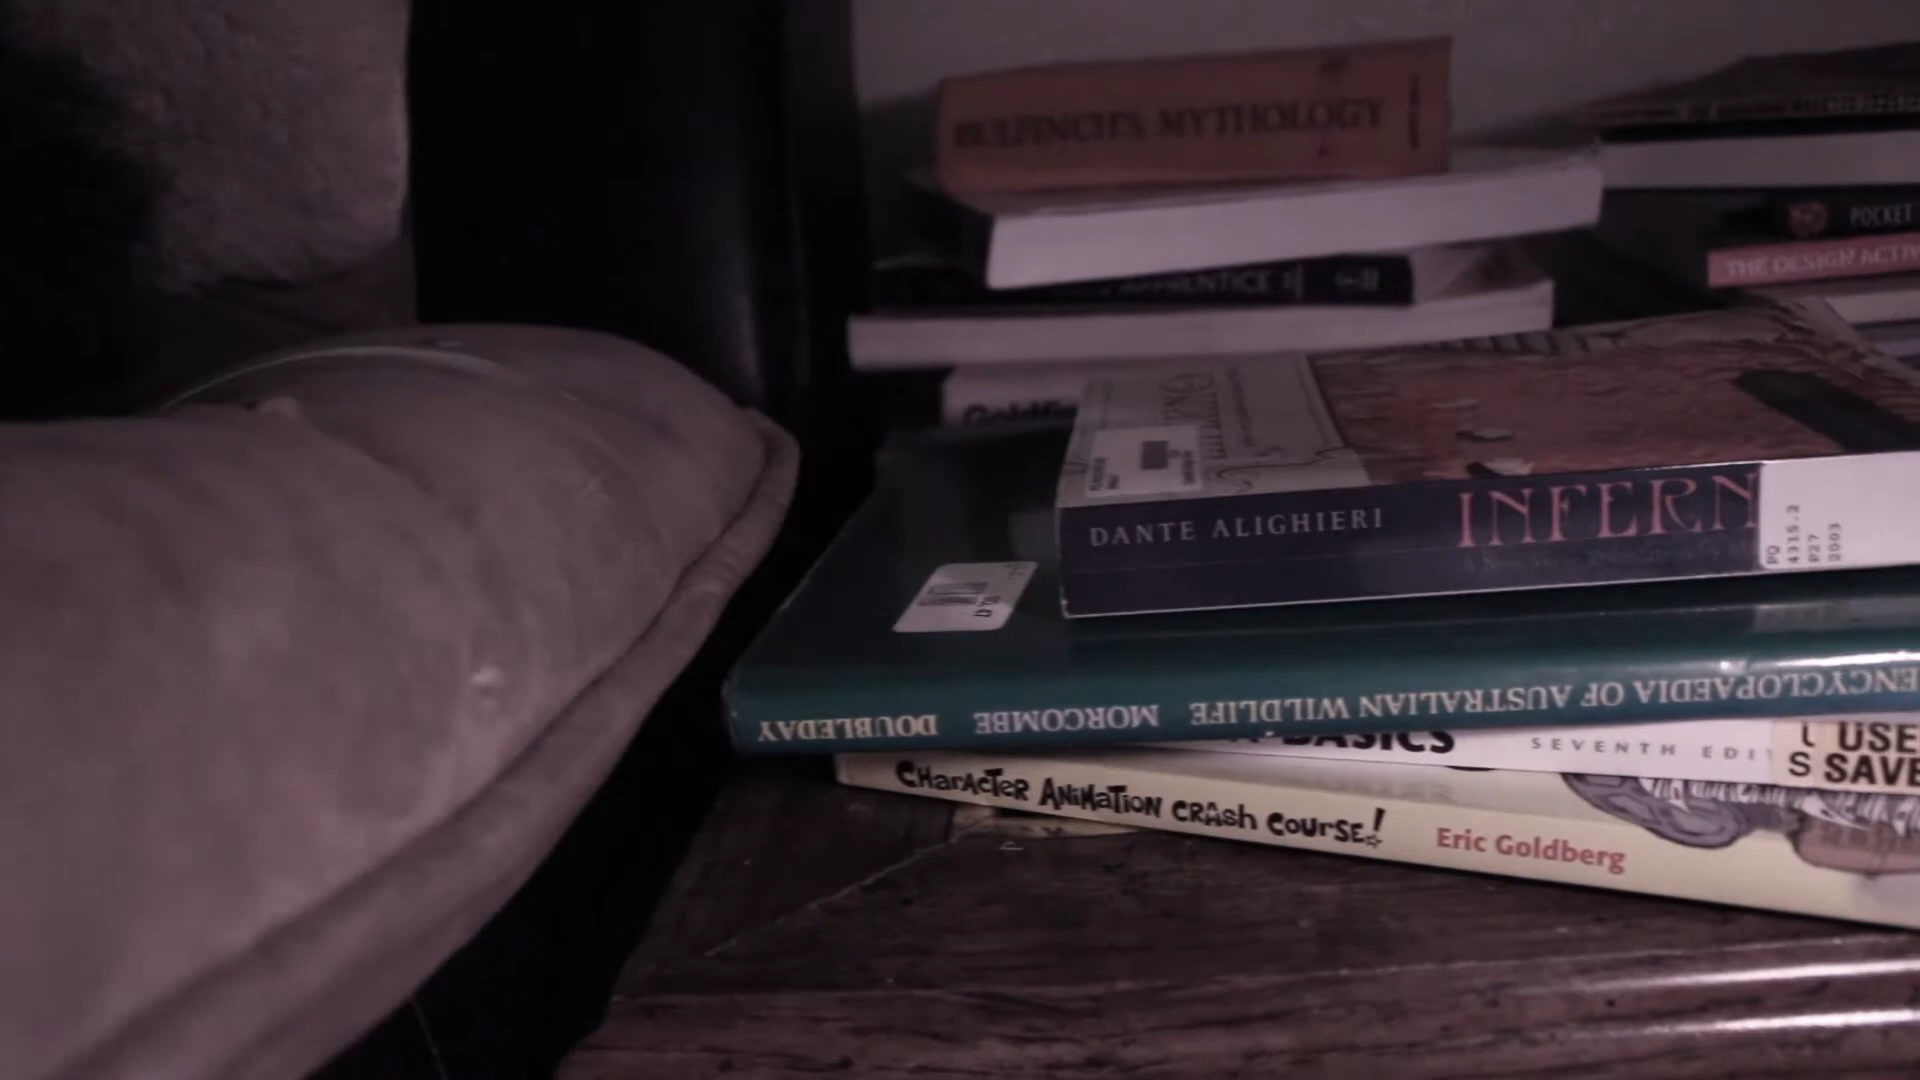 BULFINCH'S MYTHOLOGY
POCKET
THE DESIGN ACTIV
APPRENTICE
DANTE ALIGHIERI INFERN
PQ
4315.2
P27
2003
ENCYCLOPAEDIA OF AUSTRALIAN WILDLIFE MORCOMBE DOUBLEDAY
BASICS SEVENTH EDI
USE
SAVE
CHARACTER ANIMATION CRASH COURSE! Eric Goldberg